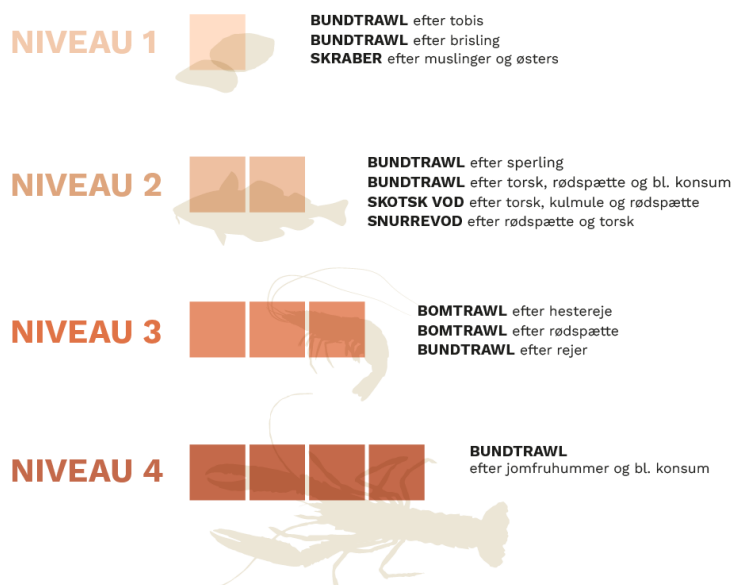 NIVEAU 1
BUNDTRAWL efter tobis
BUNDTRAWL efter brisling
SKRABER efter muslinger og østers
NIVEAU 2
BUNDTRAWL efter sperling
BUNDTRAWL efter torsk, rødspætte og bl. konsum
SKOTSK VOD efter torsk, kulmule og rødspætte
SNURREVOD efter rødspætte og torsk
NIVEAU 3
BOMTRAWL efter hestereje
BOMTRAWL efter rødspætte
BUNDTRAWL efter rejer
NIVEAU 4
BUNDTRAWL
efter jomfruhummer og bl. konsum